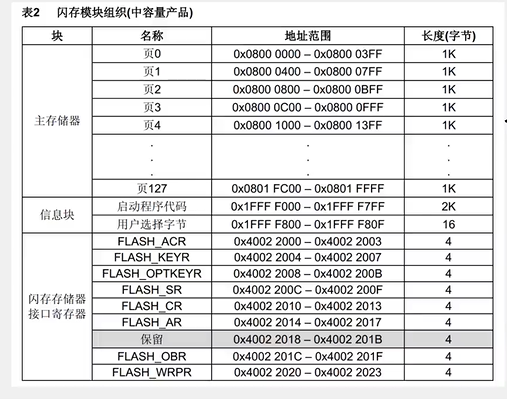 表2 闪存模块组织(中容量产品)
块 名称 地址范围 长度(字节)
主存储器 页0 0x0800 0000 – 0x0800 03FF 1K
页1 0x0800 0400 – 0x0800 07FF 1K
页2 0x0800 0800 – 0x0800 0BFF 1K
页3 0x0800 0C00 – 0x0800 0FFF 1K
页4 0x0800 1000 – 0x0800 13FF 1K
. . .
. . .
. . .
页127 0x0801 FC00 – 0x0801 FFFF 1K
信息块 启动程序代码 0x1FFF F000 – 0x1FFF F7FF 2K
用户选择字节 0x1FFF F800 – 0x1FFF F80F 16
闪存存储器接口寄存器 FLASH_ACR 0x4002 2000 – 0x4002 2003 4
FLASH_KEYR 0x4002 2004 – 0x4002 2007 4
FLASH_OPTKEYR 0x4002 2008 – 0x4002 200B 4
FLASH_SR 0x4002 200C – 0x4002 200F 4
FLASH_CR 0x4002 2010 – 0x4002 2013 4
FLASH_AR 0x4002 2014 – 0x4002 2017 4
保留 0x4002 2018 – 0x4002 201B 4
FLASH_OBR 0x4002 201C – 0x4002 201F 4
FLASH_WRPR 0x4002 2020 – 0x4002 2023 4